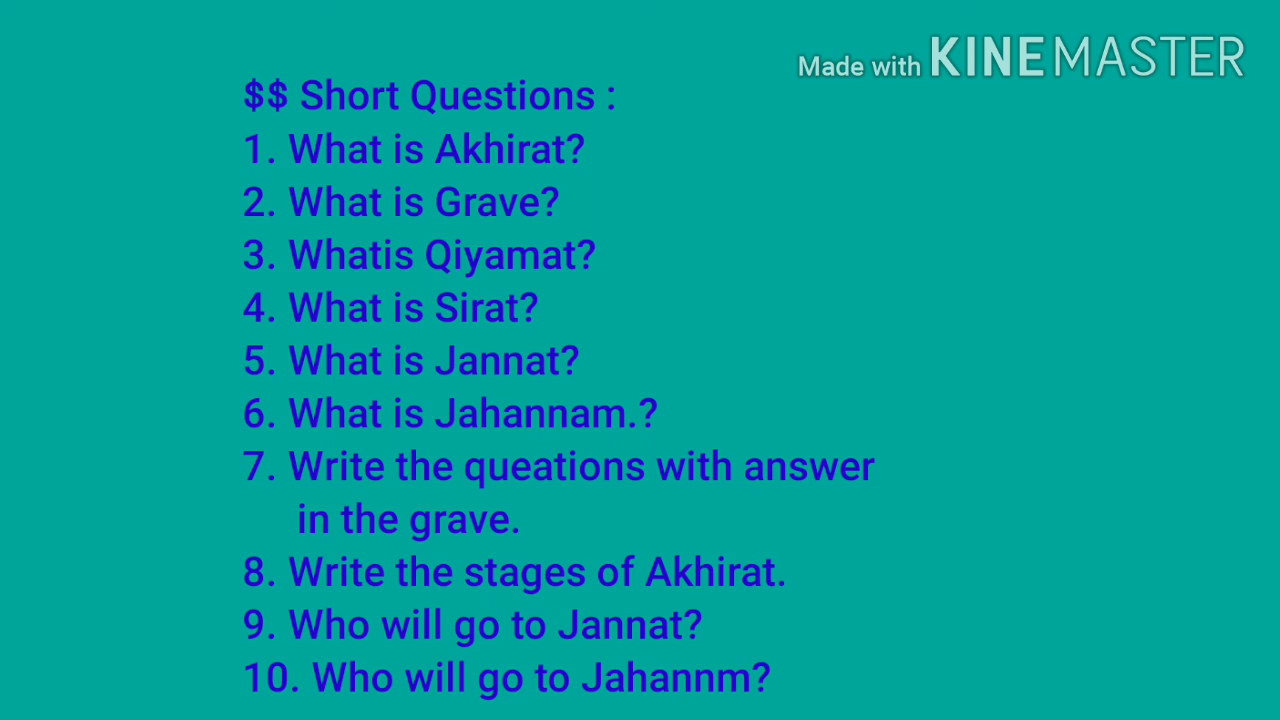 Made with KINEMASTER
$$ Short Questions :
1. What is Akhirat?
2. What is Grave?
3. Whatis Qiyamat?
4. What is Sirat?
5. What is Jannat?
6. What is Jahannam.?
7. Write the queations with answer
in the grave.
8. Write the stages of Akhirat.
9. Who will go to Jannat?
10. Who will go to Jahannm?